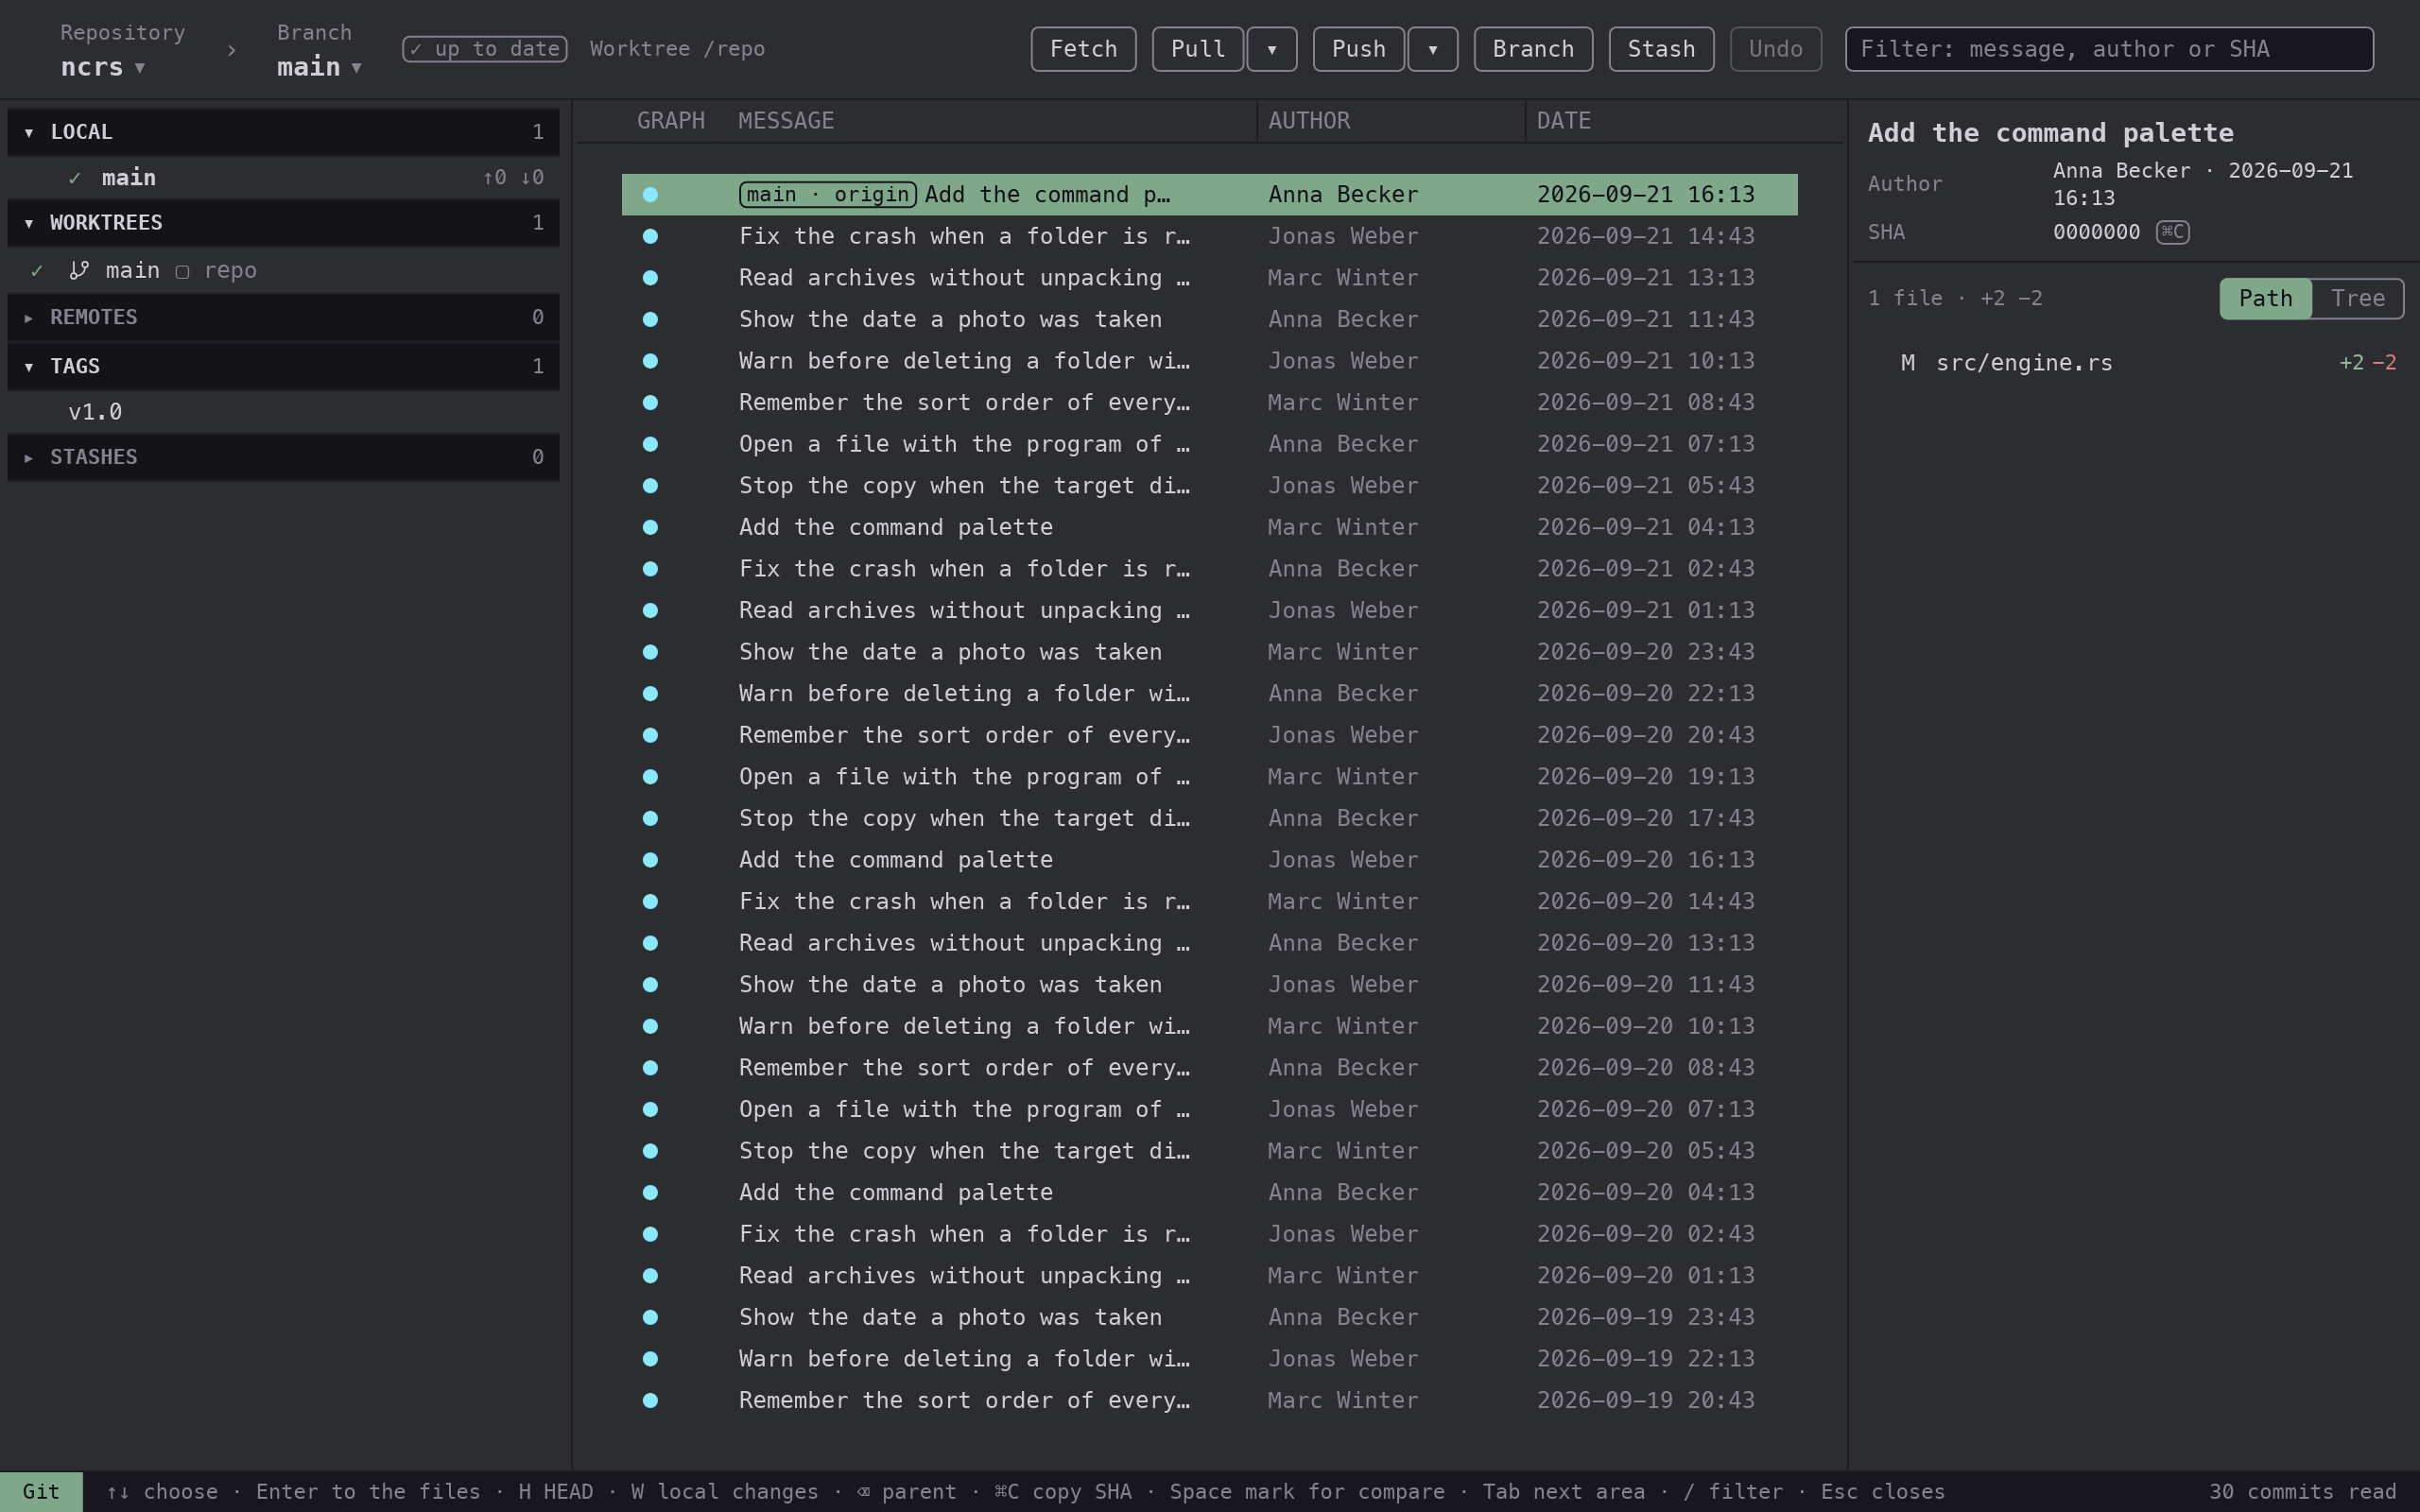 Repository
ncrs ▼
›
Branch
main ▼
✓ up to date
Worktree /repo
Fetch
Pull ▼
Push ▼
Branch
Stash
Undo
Filter: message, author or SHA
▼ LOCAL 1
✓ main ↑0 ↓0
▼ WORKTREES 1
✓ main ▢ repo
▶ REMOTES 0
▼ TAGS 1
v1.0
▶ STASHES 0
GRAPH MESSAGE AUTHOR DATE
main · origin Add the command p… Anna Becker 2026-09-21 16:13
Fix the crash when a folder is r… Jonas Weber 2026-09-21 14:43
Read archives without unpacking … Marc Winter 2026-09-21 13:13
Show the date a photo was taken Anna Becker 2026-09-21 11:43
Warn before deleting a folder wi… Jonas Weber 2026-09-21 10:13
Remember the sort order of every… Marc Winter 2026-09-21 08:43
Open a file with the program of … Anna Becker 2026-09-21 07:13
Stop the copy when the target di… Jonas Weber 2026-09-21 05:43
Add the command palette Marc Winter 2026-09-21 04:13
Fix the crash when a folder is r… Anna Becker 2026-09-21 02:43
Read archives without unpacking … Jonas Weber 2026-09-21 01:13
Show the date a photo was taken Marc Winter 2026-09-20 23:43
Warn before deleting a folder wi… Anna Becker 2026-09-20 22:13
Remember the sort order of every… Jonas Weber 2026-09-20 20:43
Open a file with the program of … Marc Winter 2026-09-20 19:13
Stop the copy when the target di… Anna Becker 2026-09-20 17:43
Add the command palette Jonas Weber 2026-09-20 16:13
Fix the crash when a folder is r… Marc Winter 2026-09-20 14:43
Read archives without unpacking … Anna Becker 2026-09-20 13:13
Show the date a photo was taken Jonas Weber 2026-09-20 11:43
Warn before deleting a folder wi… Marc Winter 2026-09-20 10:13
Remember the sort order of every… Anna Becker 2026-09-20 08:43
Open a file with the program of … Jonas Weber 2026-09-20 07:13
Stop the copy when the target di… Marc Winter 2026-09-20 05:43
Add the command palette Anna Becker 2026-09-20 04:13
Fix the crash when a folder is r… Jonas Weber 2026-09-20 02:43
Read archives without unpacking … Marc Winter 2026-09-20 01:13
Show the date a photo was taken Anna Becker 2026-09-19 23:43
Warn before deleting a folder wi… Jonas Weber 2026-09-19 22:13
Remember the sort order of every… Marc Winter 2026-09-19 20:43
Add the command palette
Author Anna Becker · 2026-09-21
16:13
SHA 0000000 ⌘C
1 file · +2 −2
Path Tree
M src/engine.rs +2 −2
Git ↑↓ choose · Enter to the files · H HEAD · W local changes · ⌫ parent · ⌘C copy SHA · Space mark for compare · Tab next area · / filter · Esc closes 30 commits read